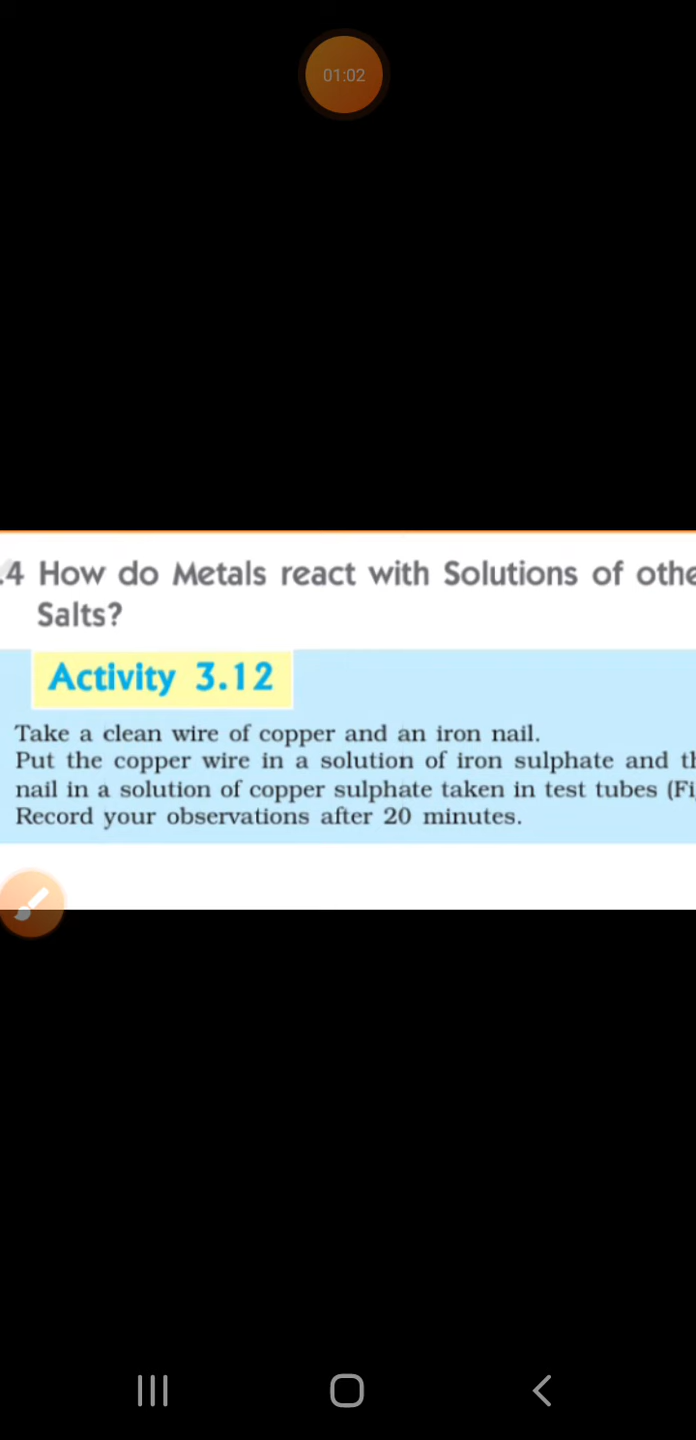 01:02
.4 How do Metals react with Solutions of othe
Salts?
Activity 3.12
Take a clean wire of copper and an iron nail.
Put the copper wire in a solution of iron sulphate and th
nail in a solution of copper sulphate taken in test tubes (Fi
Record your observations after 20 minutes.